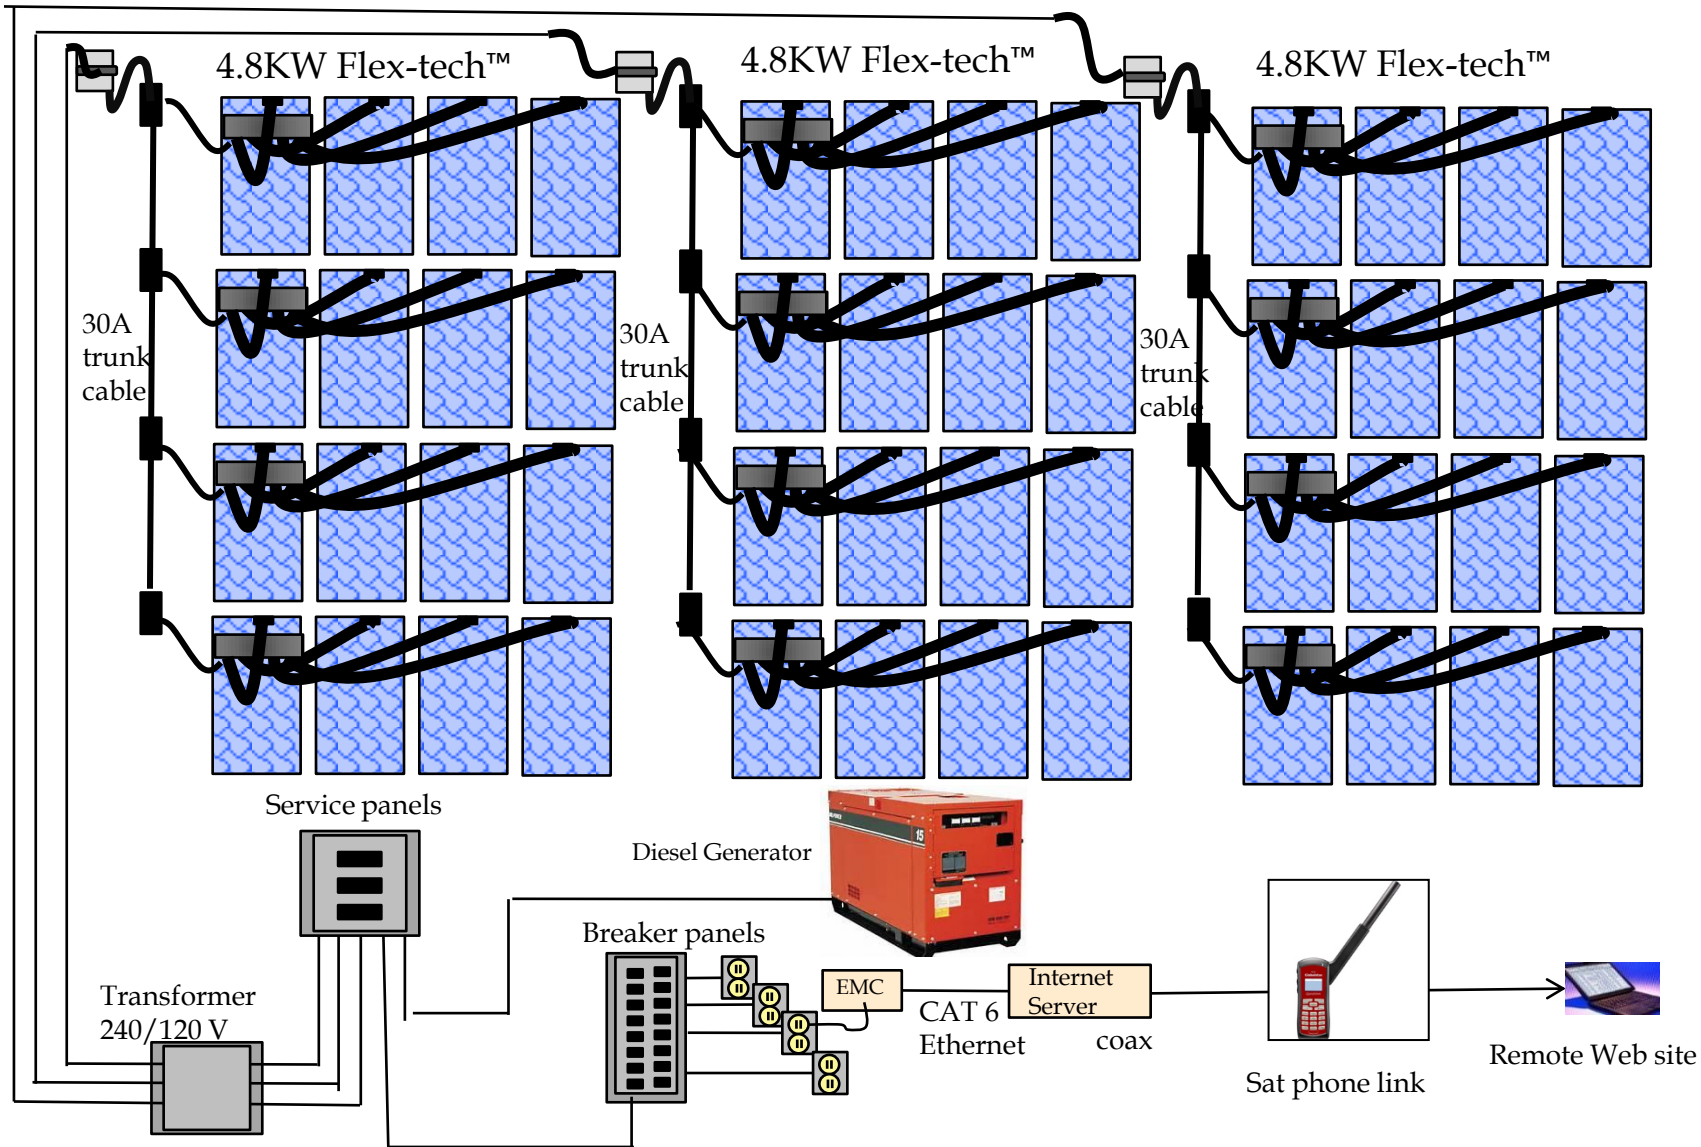 4.8KW Flex-tech™
4.8KW Flex-tech™
4.8KW Flex-tech™
30A
trunk
cable
30A
trunk
cable
30A
trunk
cable
Service panels
Diesel Generator
15
Breaker panels
Transformer
240/120 V
EMC
CAT 6
Ethernet
Internet
Server
coax
Sat phone link
Remote Web site